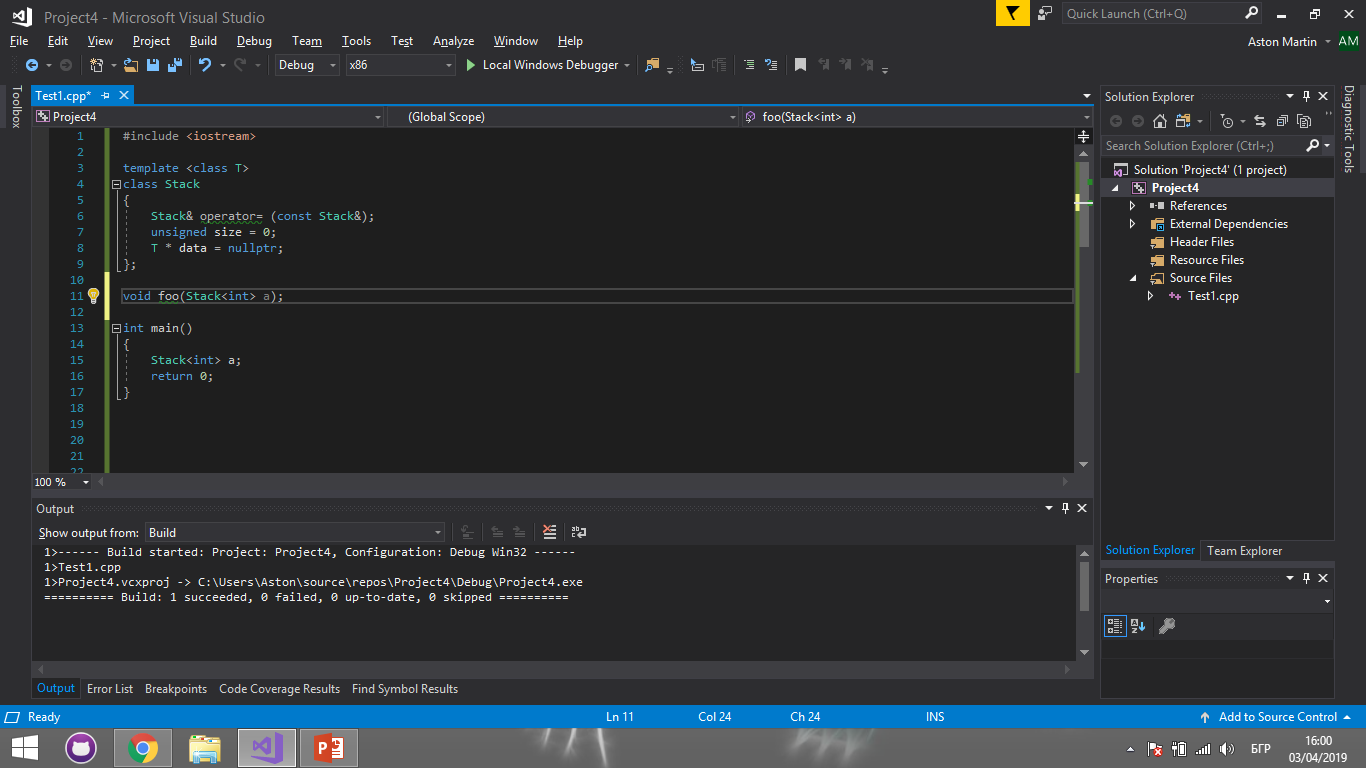 Project4 - Microsoft Visual Studio
Quick Launch (Ctrl+Q)
File Edit View Project Build Debug Team Tools Test Analyze Window Help
Aston Martin AM
Debug x86 Local Windows Debugger
Toolbox
Test1.cpp*
Project4 (Global Scope) foo(Stack<int> a)
1 #include <iostream>
2
3 template <class T>
4 class Stack
5 {
6 Stack& operator= (const Stack&);
7 unsigned size = 0;
8 T * data = nullptr;
9 };
10
11 void foo(Stack<int> a);
12
13 int main()
14 {
15 Stack<int> a;
16 return 0;
17 }
18
19
20
21
22
100 %
Output
Show output from: Build
1>------ Build started: Project: Project4, Configuration: Debug Win32 ------
1>Test1.cpp
1>Project4.vcxproj -> C:\Users\Aston\source\repos\Project4\Debug\Project4.exe
========== Build: 1 succeeded, 0 failed, 0 up-to-date, 0 skipped ==========
Output Error List Breakpoints Code Coverage Results Find Symbol Results
Solution Explorer
Search Solution Explorer (Ctrl+;)
Solution 'Project4' (1 project)
Project4
References
External Dependencies
Header Files
Resource Files
Source Files
Test1.cpp
Solution Explorer Team Explorer
Properties
Diagnostic Tools
Ready Ln 11 Col 24 Ch 24 INS Add to Source Control
БГР
16:00
03/04/2019